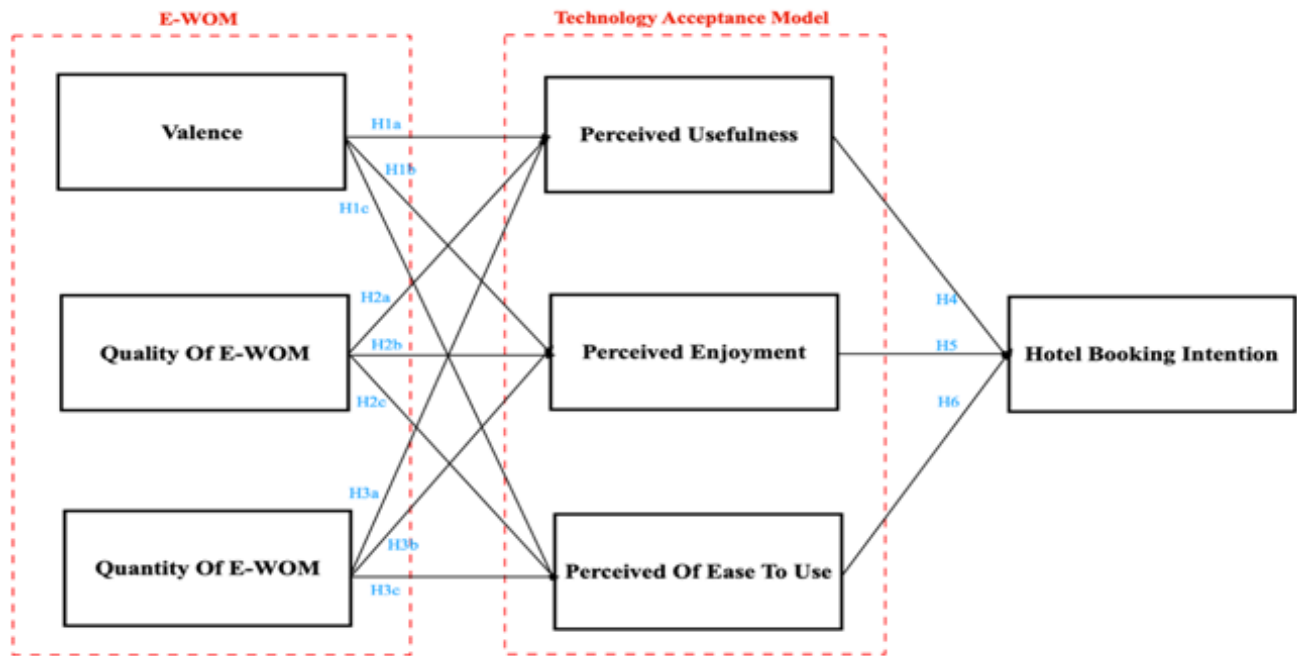 E-WOM
Technology Acceptance Model
Valence
H1a
Perceived Usefulness
H1b
H1c
H2a
H4
Quality Of E-WOM
H2b
Perceived Enjoyment
H5
Hotel Booking Intention
H2c
H6
H3a
H3b
Quantity Of E-WOM
H3c
Perceived Of Ease To Use